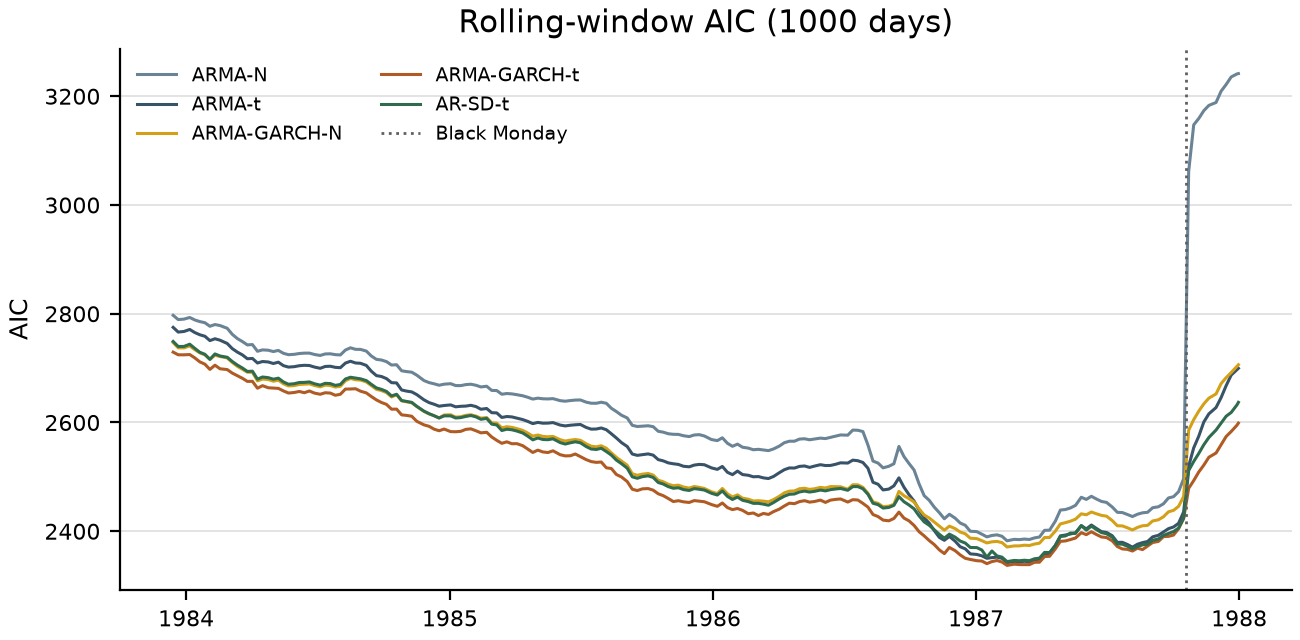 Rolling-window AIC (1000 days)
ARMA-N
ARMA-t
ARMA-GARCH-N
ARMA-GARCH-t
AR-SD-t
Black Monday
AIC
3200
3000
2800
2600
2400
1984
1985
1986
1987
1988